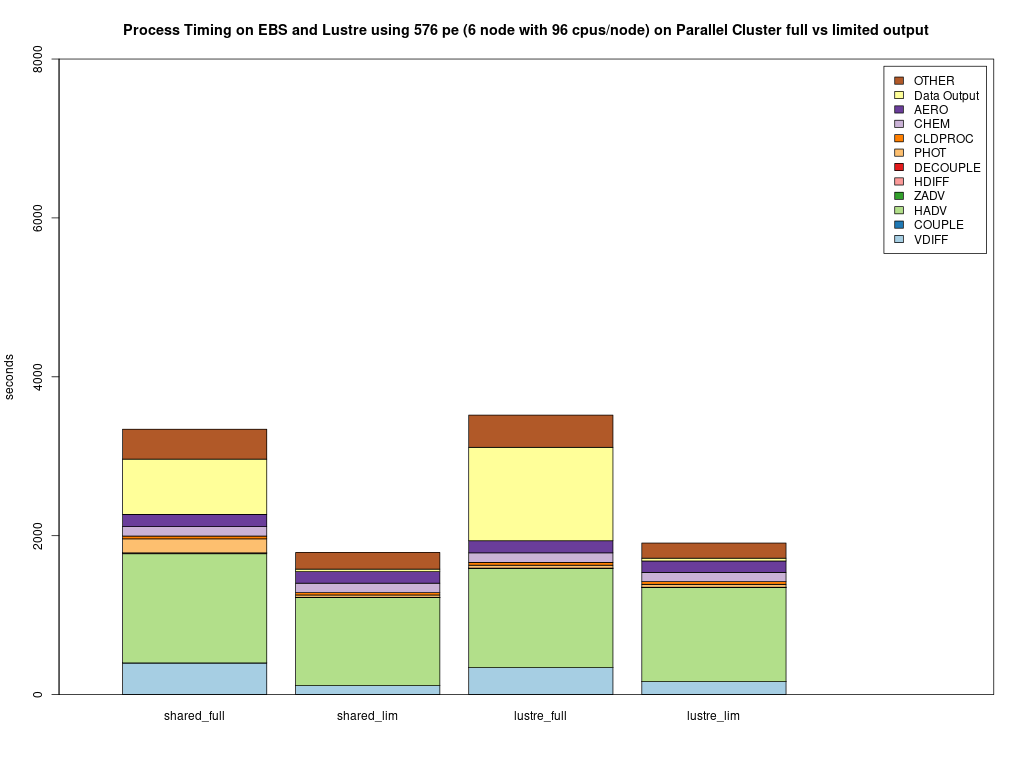 Process Timing on EBS and Lustre using 576 pe (6 node with 96 cpus/node) on Parallel Cluster full vs limited output
8000
6000
4000
2000
0
seconds
OTHER
Data Output
AERO
CHEM
CLDPROC
PHOT
DECOUPLE
HDIFF
ZADV
HADV
COUPLE
VDIFF
shared_full
shared_lim
lustre_full
lustre_lim